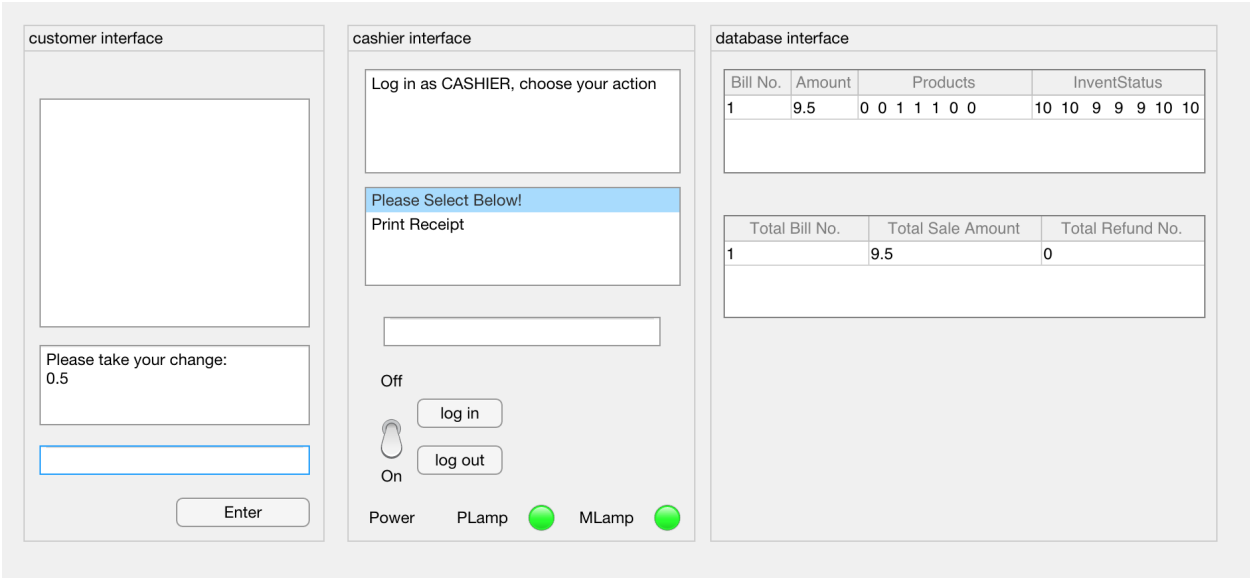 customer interface
Please take your change:
0.5
Enter
cashier interface
Log in as CASHIER, choose your action
Please Select Below!
Print Receipt
Off
log in
log out
On
Power PLamp MLamp
database interface
Bill No. Amount Products InventStatus
1 9.5 0 0 1 1 1 0 0 10 10 9 9 9 10 10
Total Bill No. Total Sale Amount Total Refund No.
1 9.5 0